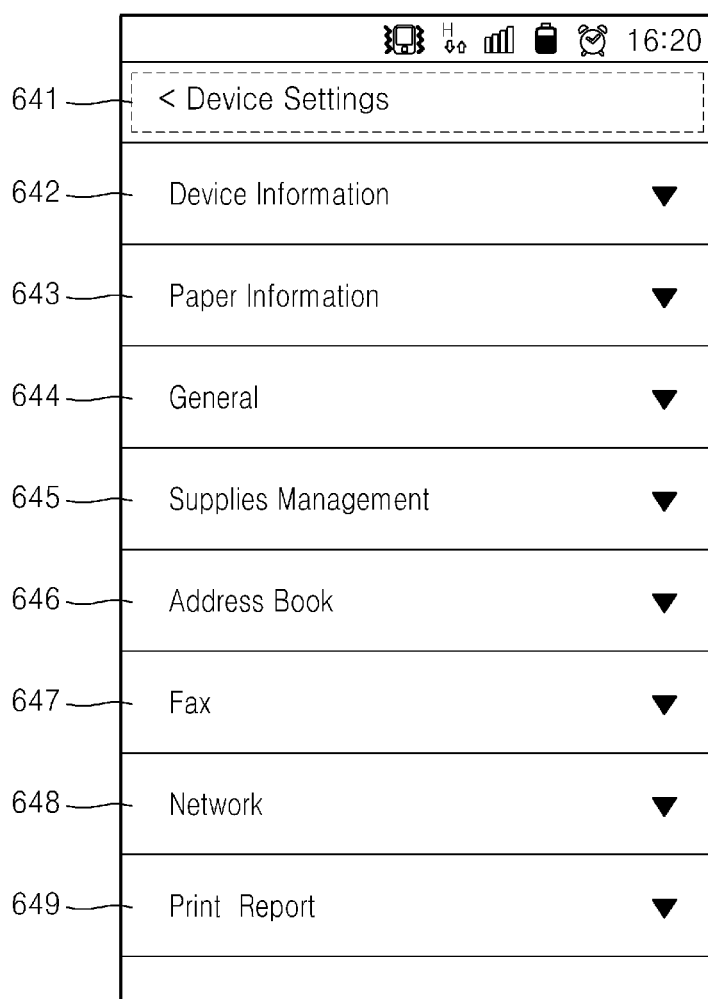 H 16:20
641 < Device Settings
642 Device Information
643 Paper Information
644 General
645 Supplies Management
646 Address Book
647 Fax
648 Network
649 Print Report